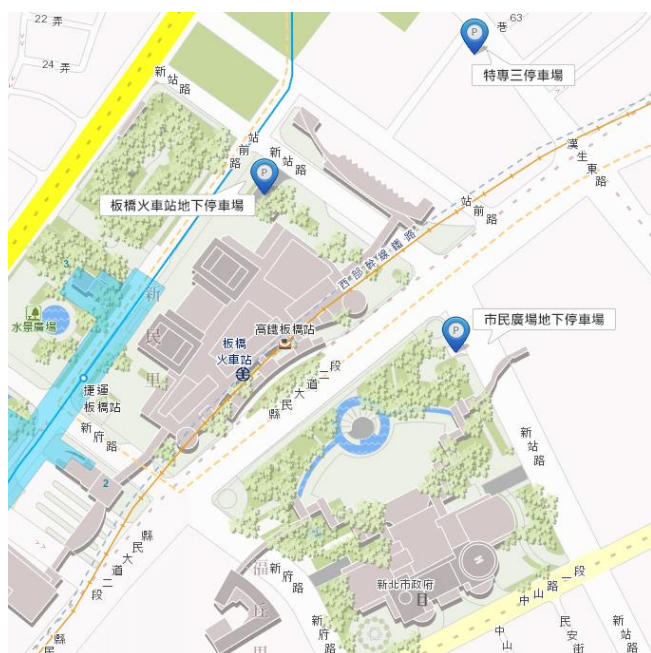 22 弄
63
巷
P
特專三停車場
24 弄
新站路
漢生東路
站前路
新站路
P
板橋火車站地下停車場
站前路
西部幹線鐵路
3
新民里
水景廣場
高鐵板橋站
板橋
火車站
P
市民廣場地下停車場
捷運
板橋站
縣民大道二段
新府路
新站路
2
縣民大道二段
福丘里
新府路
新北市政府
中山路一段
新府路
縣民
中山
民安街
新站路